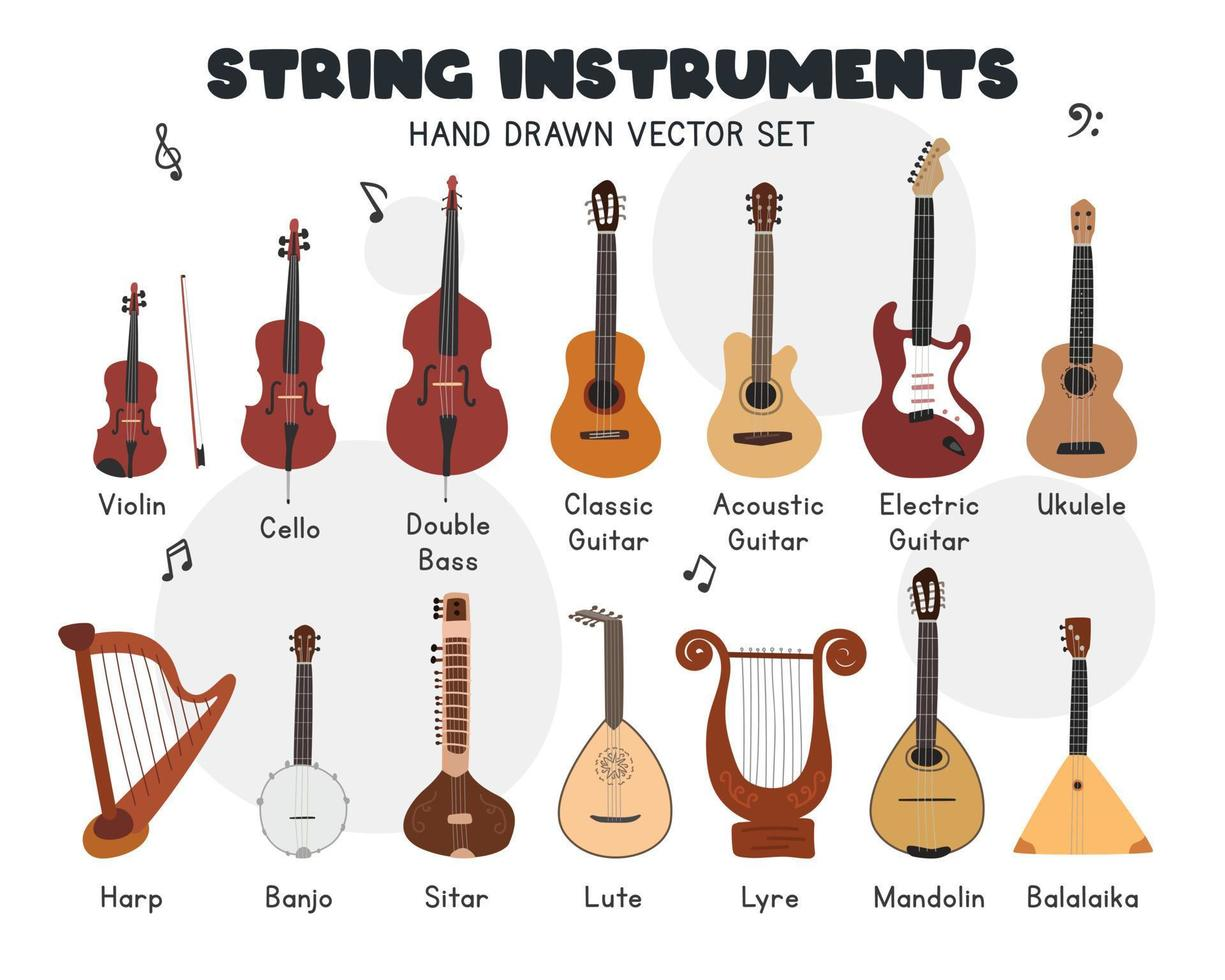 STRING INSTRUMENTS
HAND DRAWN VECTOR SET
Violin
Cello
Double
Bass
Classic
Guitar
Acoustic
Guitar
Electric
Guitar
Ukulele
Harp
Banjo
Sitar
Lute
Lyre
Mandolin
Balalaika